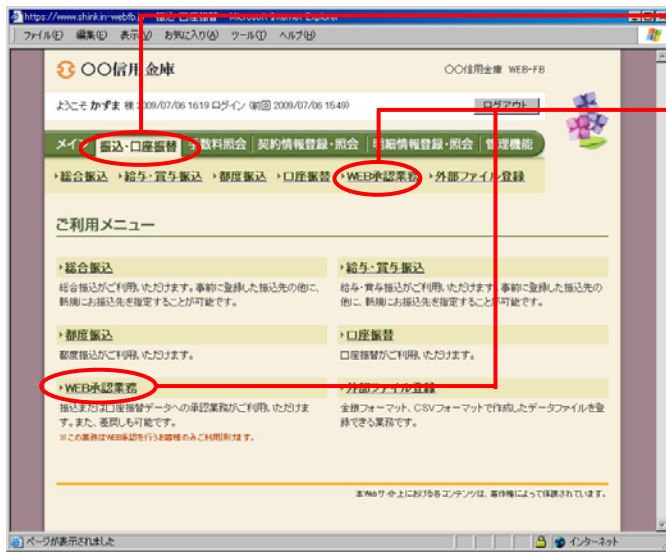 https://www.shinkin-webfb.
振込・口座振替 - Microsoft Internet Explorer
ファイル(F) 編集(E) 表示(V) お気に入り(A) ツール(T) ヘルプ(H)
〇〇信用金庫
〇〇信用金庫 WEB-FB
ようこそ かずま 様 2009/07/06 1619 ログイン (前回 2009/07/06 1549)
ログアウト
メイン 振込・口座振替 手数料照会 契約情報登録・照会 明細情報登録・照会 管理機能
総合振込 給与・賞与振込 都度振込 口座振替 WEB承認業務 外部ファイル登録
ご利用メニュー
総合振込
総合振込がご利用いただけます。事前に登録した振込先の他に、
新規にお振込先を指定することが可能です。
給与・賞与振込
給与・賞与振込がご利用いただけます。事前に登録した振込先の
他に、新規にお振込先を指定することが可能です。
都度振込
都度振込がご利用いただけます。
口座振替
口座振替がご利用いただけます。
WEB承認業務
振込または口座振替データへの承認業務がご利用いただけま
す。また、差戻しも可能です。
※この業務はWEB承認を行うお客様のみご利用頂けます。
外部ファイル登録
全銀フォーマット、CSVフォーマットで作成したデータファイルを登
録できる業務です。
本Webサイト上における各コンテンツは、著作権によって保護されています。
ページが表示されました
インターネット